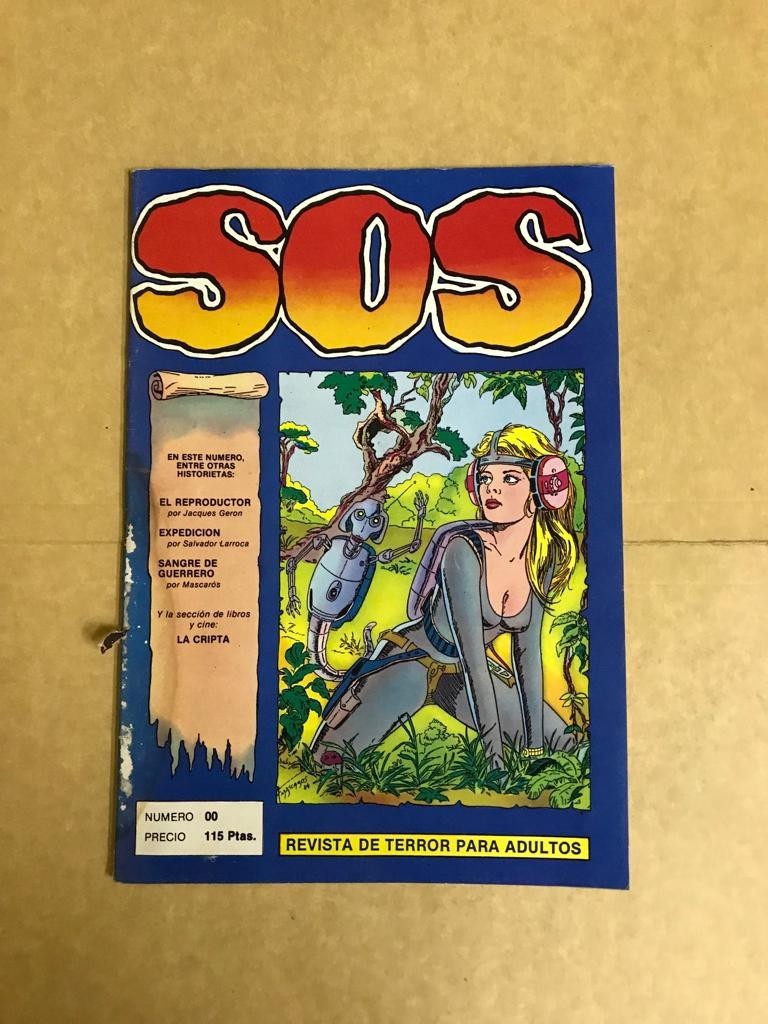 SOS
EN ESTE NUMERO,
ENTRE OTRAS
HISTORIETAS:
EL REPRODUCTOR
por Jacques Geron
EXPEDICION
por Salvador Larroca
SANGRE DE
GUERRERO
por Mascarós
Y la sección de libros
y cine:
LA CRIPTA
NUMERO 00
PRECIO 115 Ptas.
REVISTA DE TERROR PARA ADULTOS